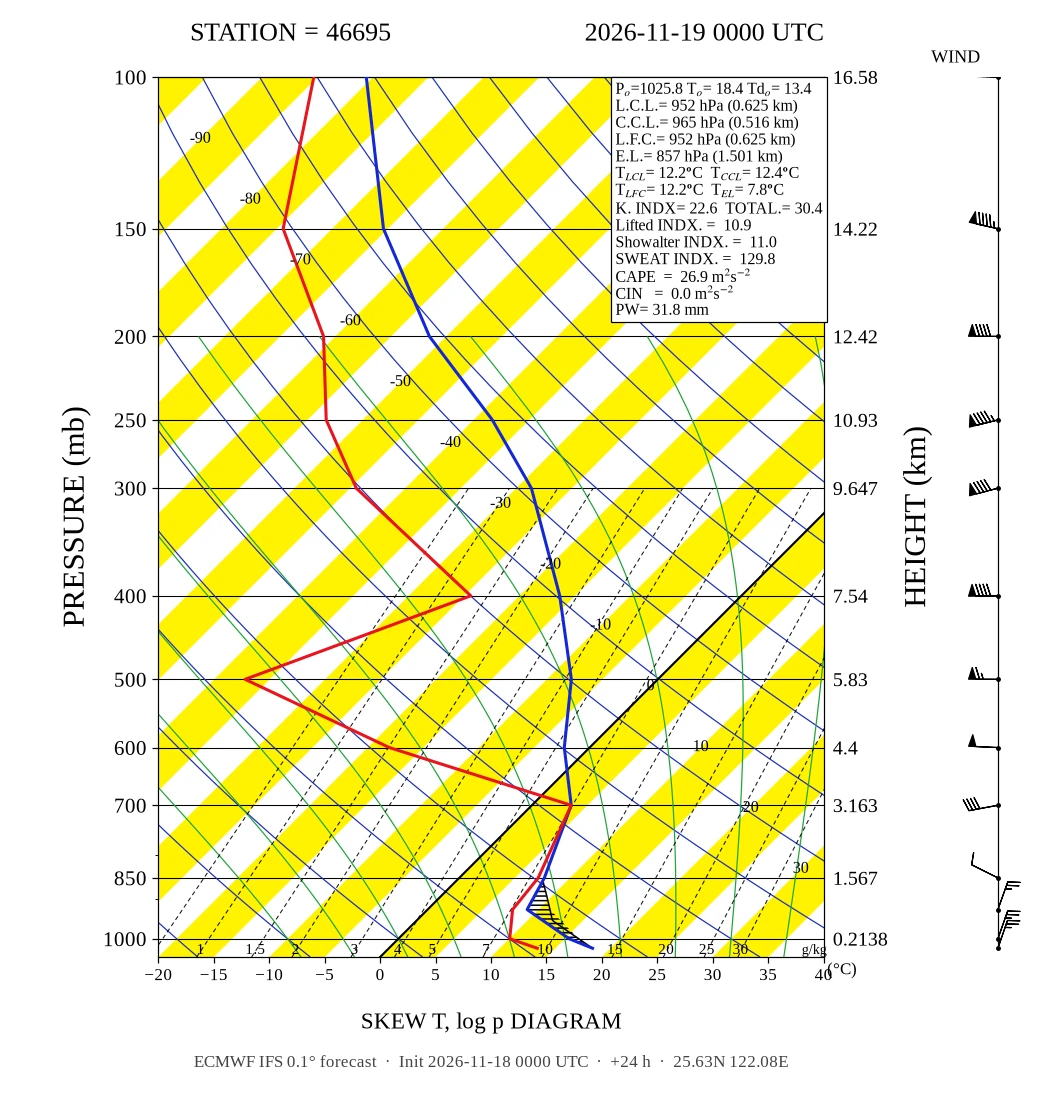 STATION = 46695 2026-11-19 0000 UTC
WIND
100 16.58
Pₒ=1025.8 Tₒ= 18.4 Tdₒ= 13.4
L.C.L.= 952 hPa (0.625 km)
C.C.L.= 965 hPa (0.516 km)
L.F.C.= 952 hPa (0.625 km)
E.L.= 857 hPa (1.501 km)
T_LCL= 12.2°C T_CCL= 12.4°C
T_LFC= 12.2°C T_EL= 7.8°C
K. INDX= 22.6 TOTAL.= 30.4
Lifted INDX. = 10.9
Showalter INDX. = 11.0
SWEAT INDX. = 129.8
CAPE = 26.9 m²s⁻²
CIN = 0.0 m²s⁻²
PW= 31.8 mm
-90
-80
150 14.22
-70
-60
200 12.42
-50
250 10.93
-40
300 9.647
-30
PRESSURE (mb)
HEIGHT (km)
-20
400 7.54
-10
500 5.83
0
600 4.4
10
700 3.163
20
30
850 1.567
1000 0.2138
1 1.5 2 3 4 5 7 10 15 20 25 30 g/kg
−20 −15 −10 −5 0 5 10 15 20 25 30 35 40 (°C)
SKEW T, log p DIAGRAM
ECMWF IFS 0.1° forecast · Init 2026-11-18 0000 UTC · +24 h · 25.63N 122.08E